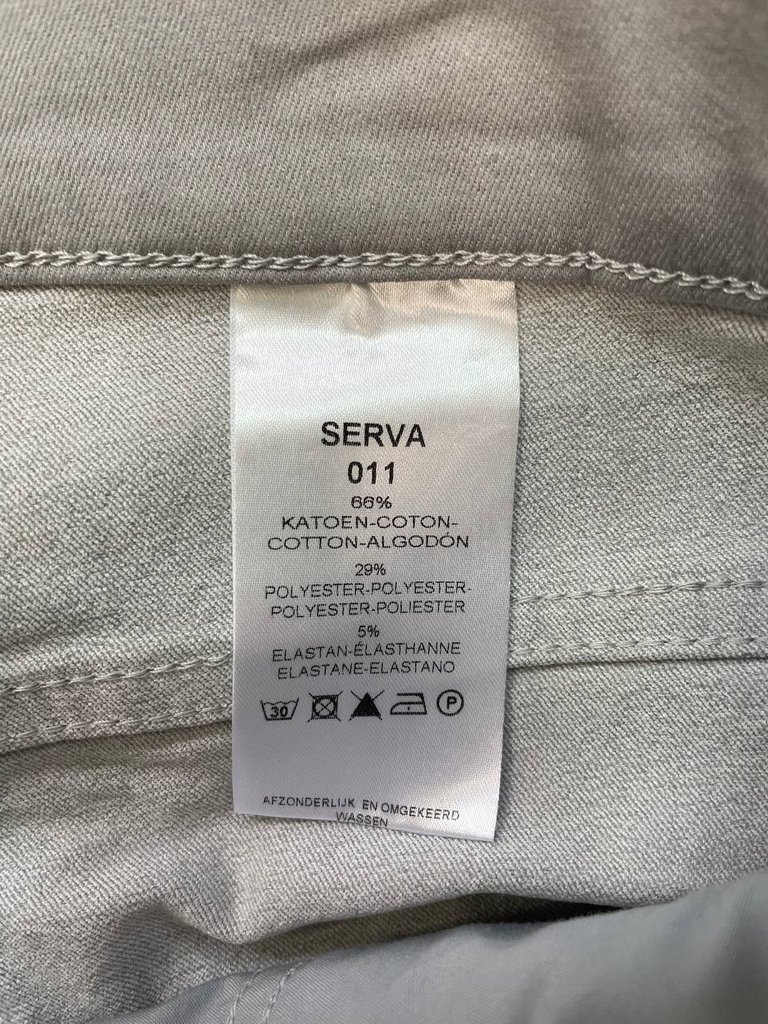 SERVA
011
66%
KATOEN-COTON-
COTTON-ALGODÓN
29%
POLYESTER-POLYESTER-
POLYESTER-POLIESTER
5%
ELASTAN-ÉLASTHANNE
ELASTANE-ELASTANO
30 P
AFZONDERLIJK EN OMGEKEERD
WASSEN